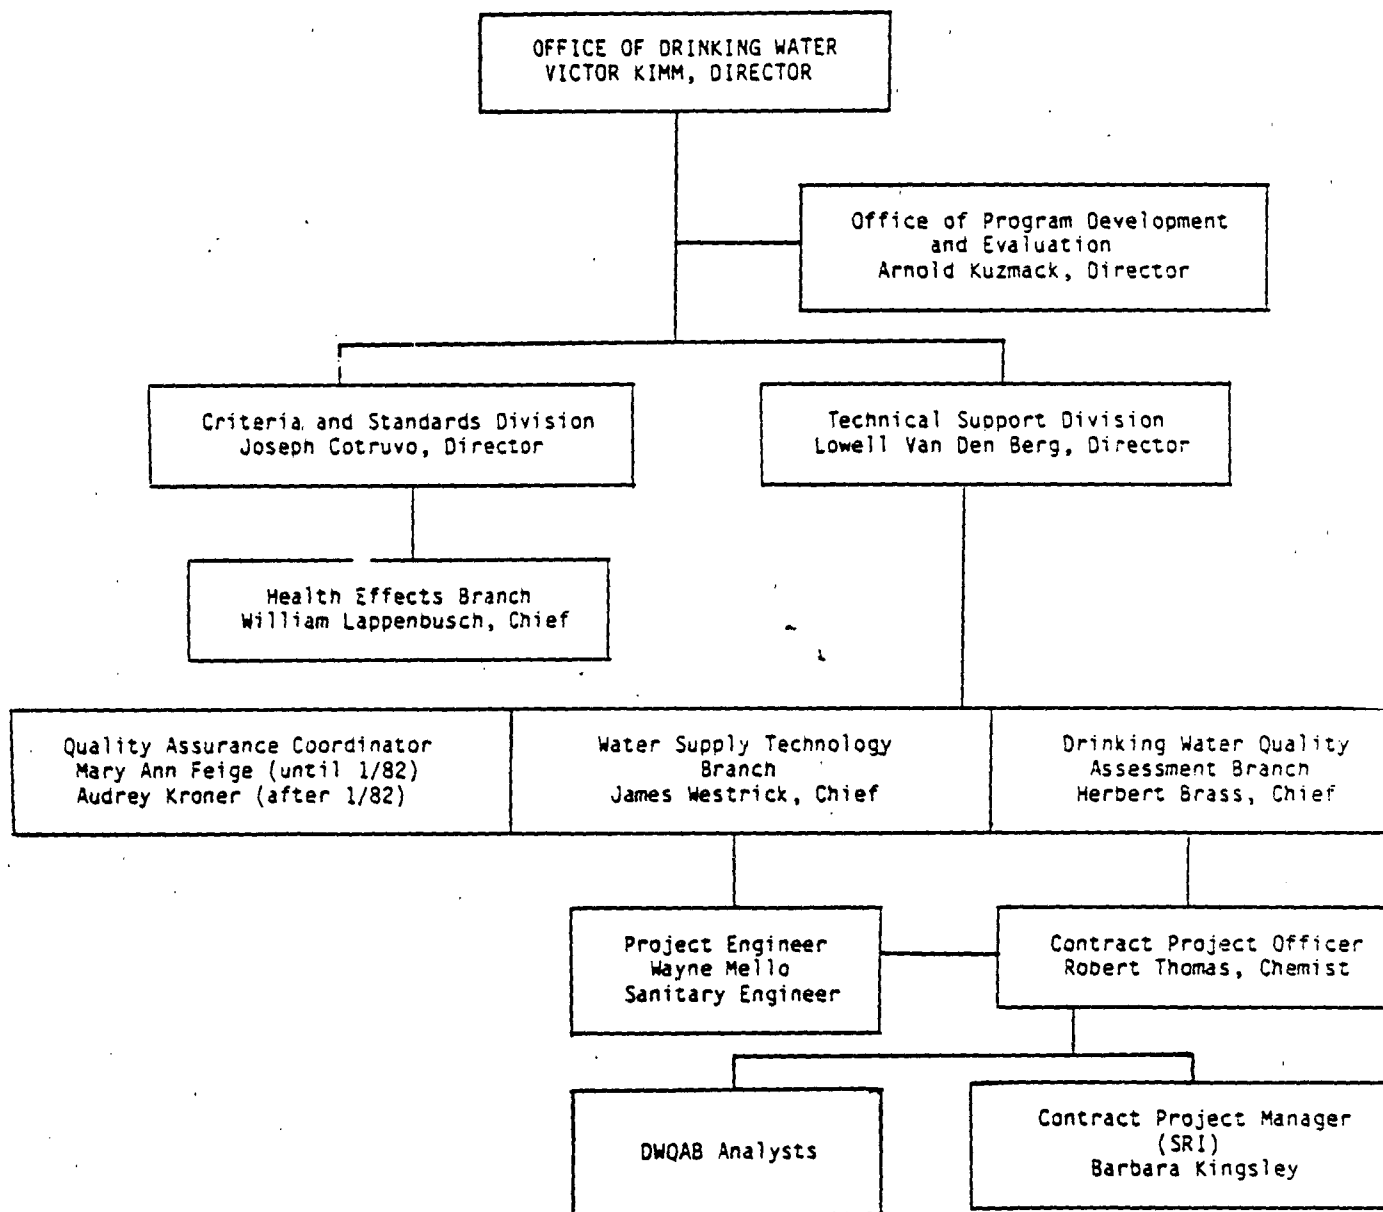 OFFICE OF DRINKING WATER
VICTOR KIMM, DIRECTOR
Office of Program Development
and Evaluation
Arnold Kuzmack, Director
Criteria and Standards Division
Joseph Cotruvo, Director
Technical Support Division
Lowell Van Den Berg, Director
Health Effects Branch
William Lappenbusch, Chief
Quality Assurance Coordinator
Mary Ann Feige (until 1/82)
Audrey Kroner (after 1/82)
Water Supply Technology
Branch
James Westrick, Chief
Drinking Water Quality
Assessment Branch
Herbert Brass, Chief
Project Engineer
Wayne Mello
Sanitary Engineer
Contract Project Officer
Robert Thomas, Chemist
DWQAB Analysts
Contract Project Manager
(SRI)
Barbara Kingsley